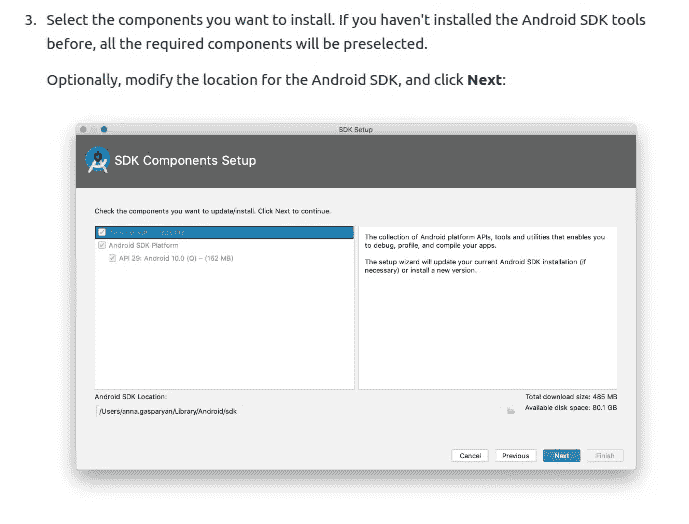 3. Select the components you want to install. If you haven't installed the Android SDK tools
before, all the required components will be preselected.
Optionally, modify the location for the Android SDK, and click Next:
SDK Setup
SDK Components Setup
Check the components you want to update/install. Click Next to continue.
Android SDK Platform
API 29: Android 10.0 (Q) – (162 MB)
The collection of Android platform APIs, tools and utilities that enables you
to debug, profile, and compile your apps.
The setup wizard will update your current Android SDK installation (if
necessary) or install a new version.
Android SDK Location:
/Users/anna.gasparyan/Library/Android/sdk
Total download size: 485 MB
Available disk space: 80.1 GB
Cancel
Previous
Next
Finish